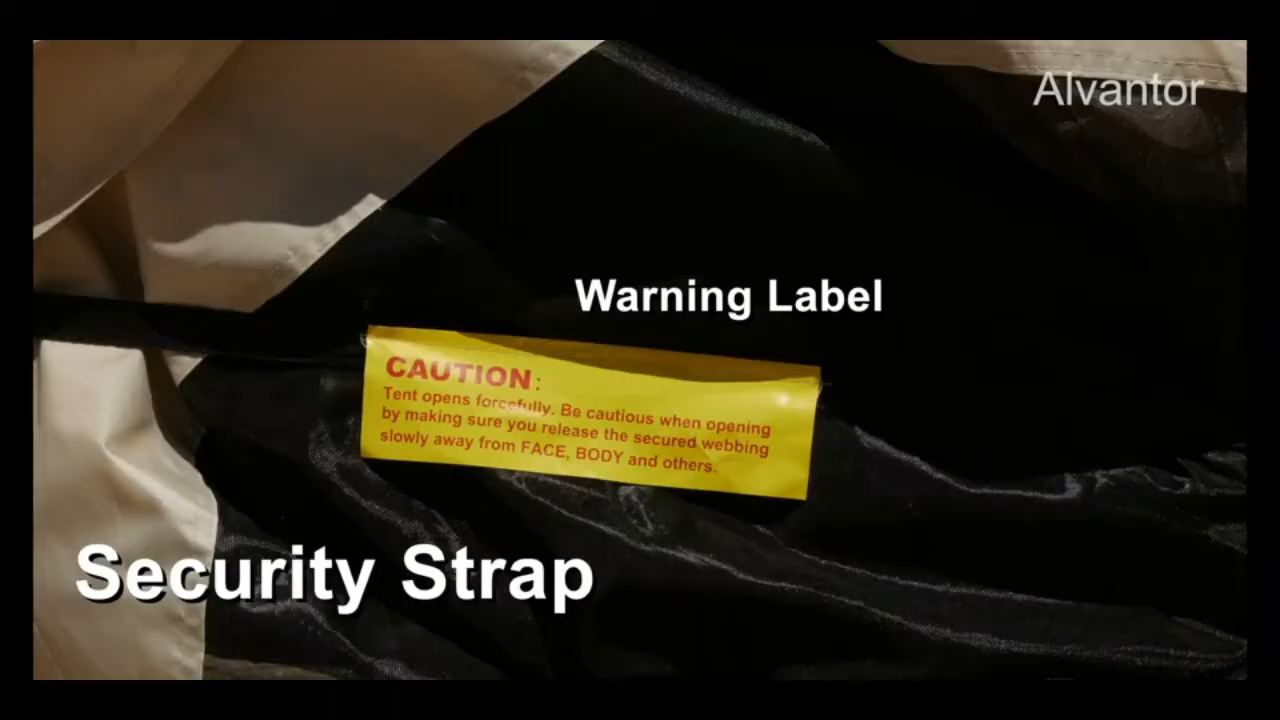 Alvantor
Warning Label
CAUTION:
Tent opens forcefully. Be cautious when opening
by making sure you release the secured webbing
slowly away from FACE, BODY and others.
Security Strap